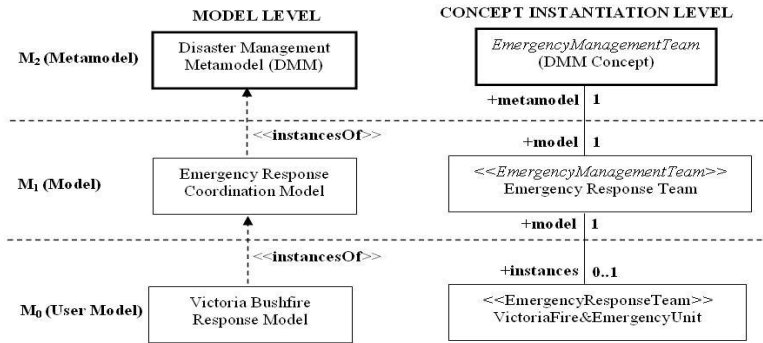 MODEL LEVEL
CONCEPT INSTANTIATION LEVEL
M₂ (Metamodel)
Disaster Management
Metamodel (DMM)
EmergencyManagementTeam
(DMM Concept)
+metamodel 1
<<instancesOf>>
+model 1
M₁ (Model)
Emergency Response
Coordination Model
<<EmergencyManagementTeam>>
Emergency Response Team
+model 1
<<instancesOf>>
+instances 0..1
M₀ (User Model)
Victoria Bushfire
Response Model
<<EmergencyResponseTeam>>
VictoriaFire&EmergencyUnit